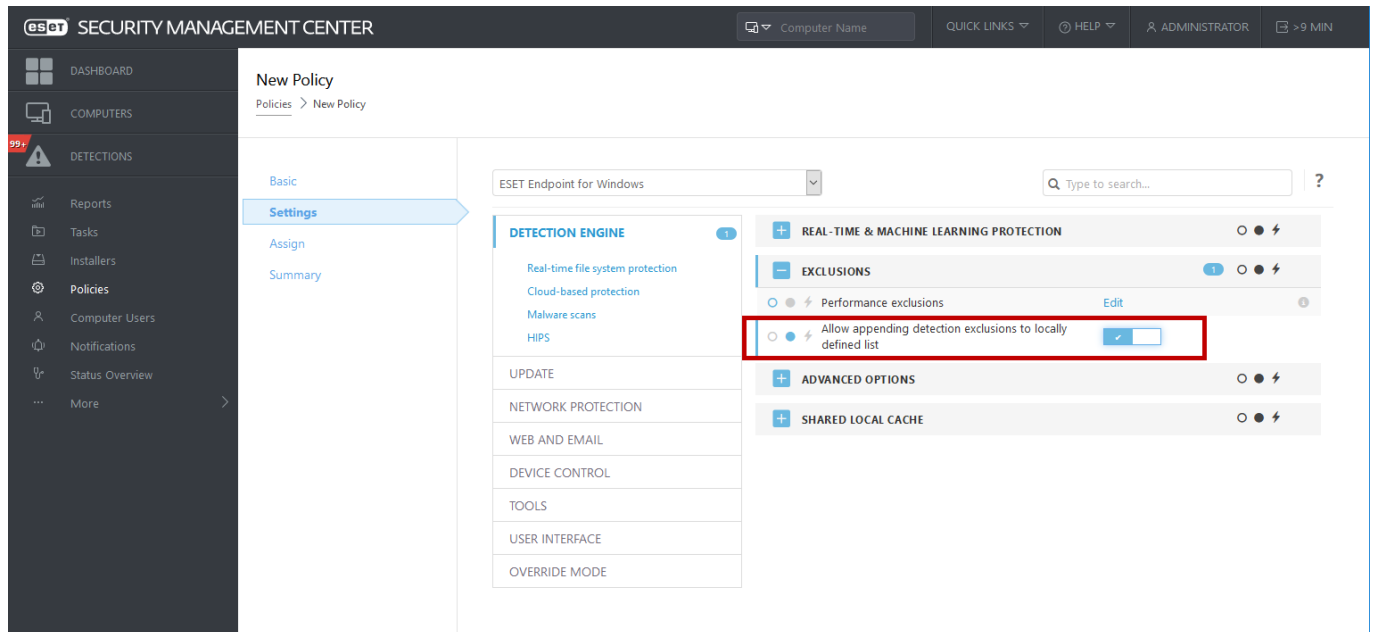 eset SECURITY MANAGEMENT CENTER
Computer Name
QUICK LINKS
HELP
ADMINISTRATOR
>9 MIN
DASHBOARD
COMPUTERS
99+
DETECTIONS
Reports
Tasks
Installers
Policies
Computer Users
Notifications
Status Overview
More
New Policy
Policies > New Policy
Basic
Settings
Assign
Summary
ESET Endpoint for Windows
Type to search...
?
DETECTION ENGINE 1
Real-time file system protection
Cloud-based protection
Malware scans
HIPS
UPDATE
NETWORK PROTECTION
WEB AND EMAIL
DEVICE CONTROL
TOOLS
USER INTERFACE
OVERRIDE MODE
REAL-TIME & MACHINE LEARNING PROTECTION
EXCLUSIONS 1
Performance exclusions Edit
Allow appending detection exclusions to locally
defined list
ADVANCED OPTIONS
SHARED LOCAL CACHE